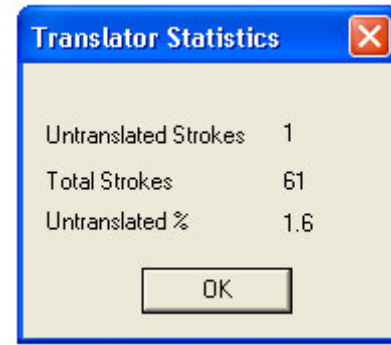 Translator Statistics
Untranslated Strokes 1
Total Strokes 61
Untranslated % 1.6
OK